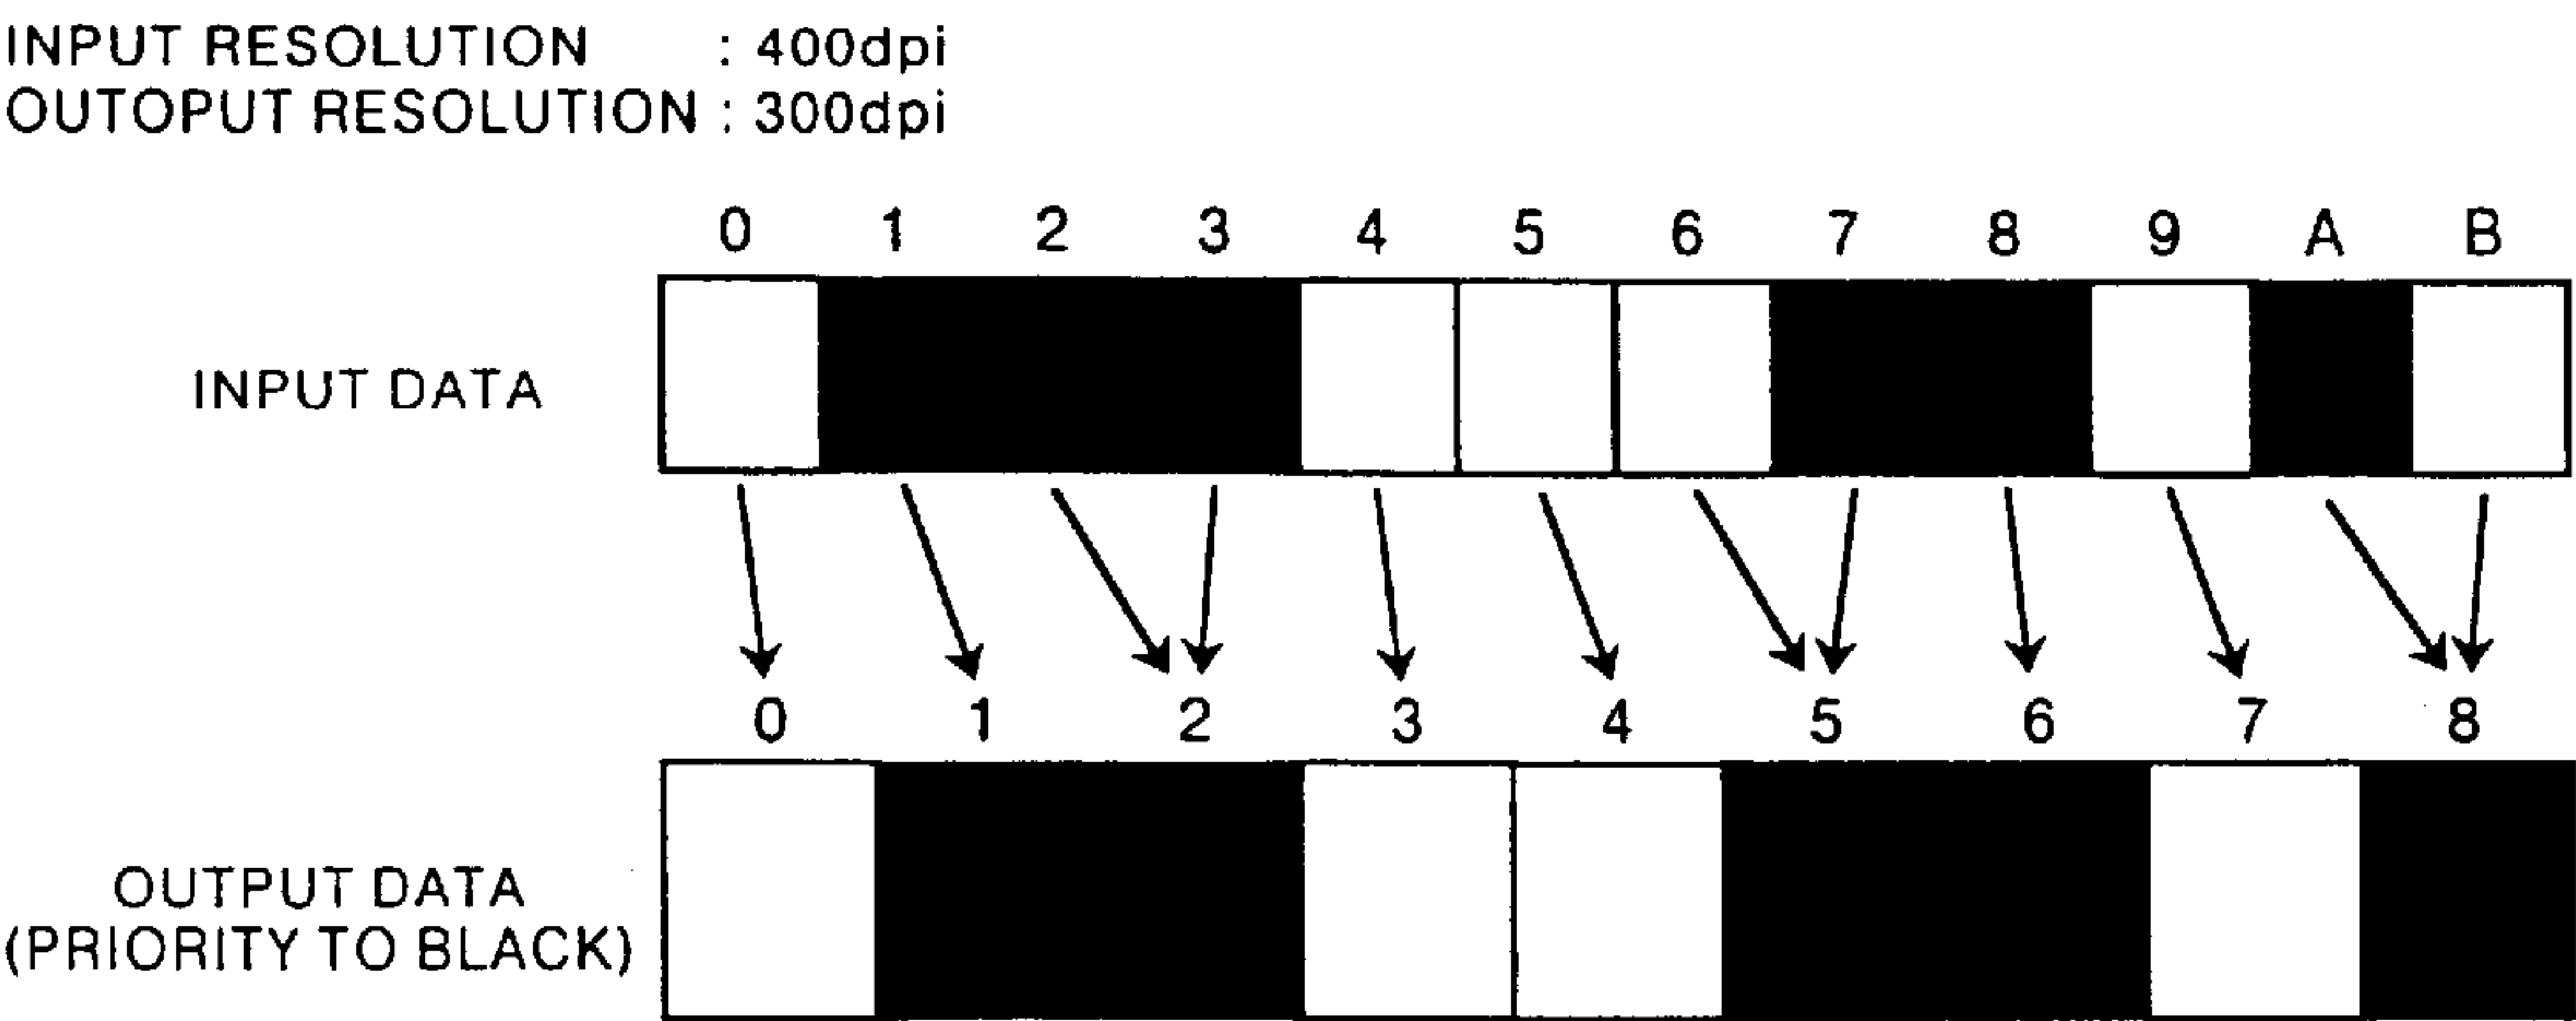 INPUT RESOLUTION : 400dpi
OUTOPUT RESOLUTION : 300dpi
0 1 2 3 4 5 6 7 8 9 A B
INPUT DATA
0 1 2 3 4 5 6 7 8
OUTPUT DATA
(PRIORITY TO BLACK)